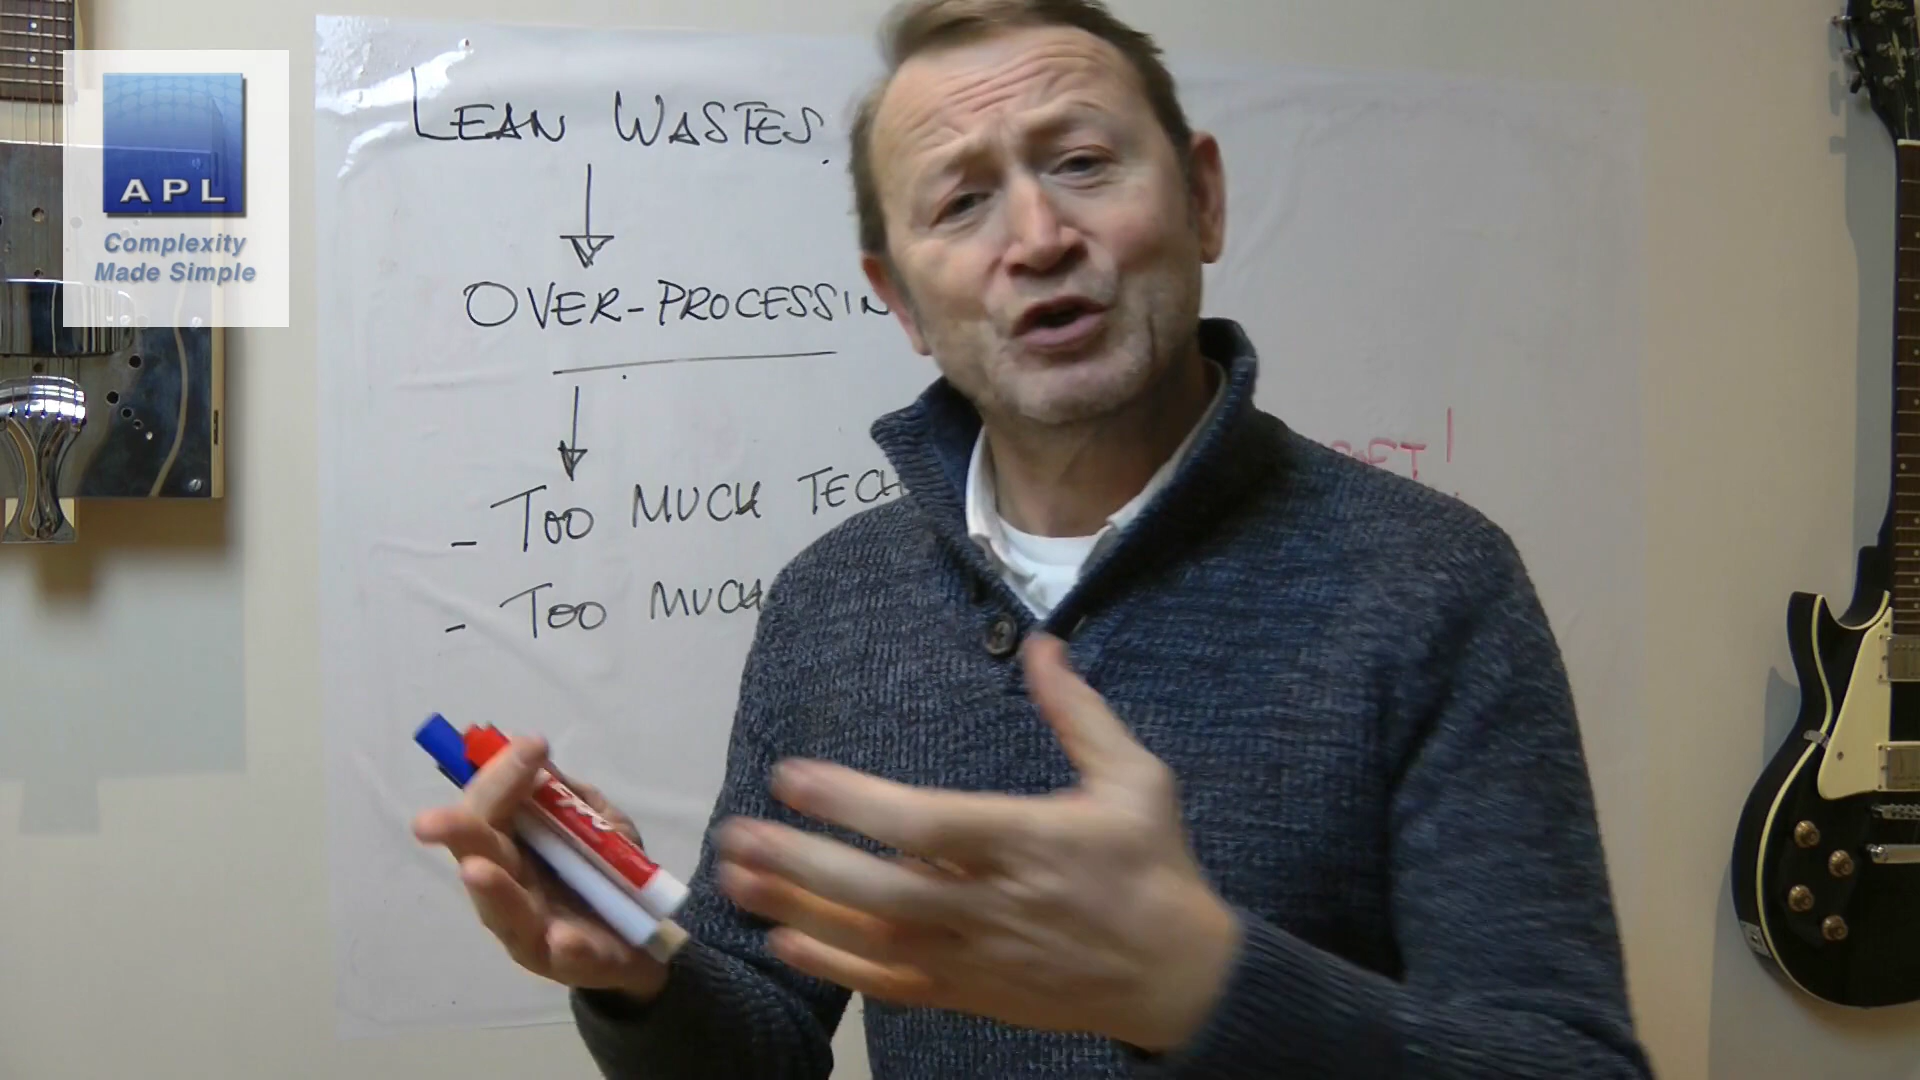 APL
Complexity
Made Simple
LEAN WASTES.
OVER-PROCESSIN
- TOO MUCH TECH
- TOO MUCH